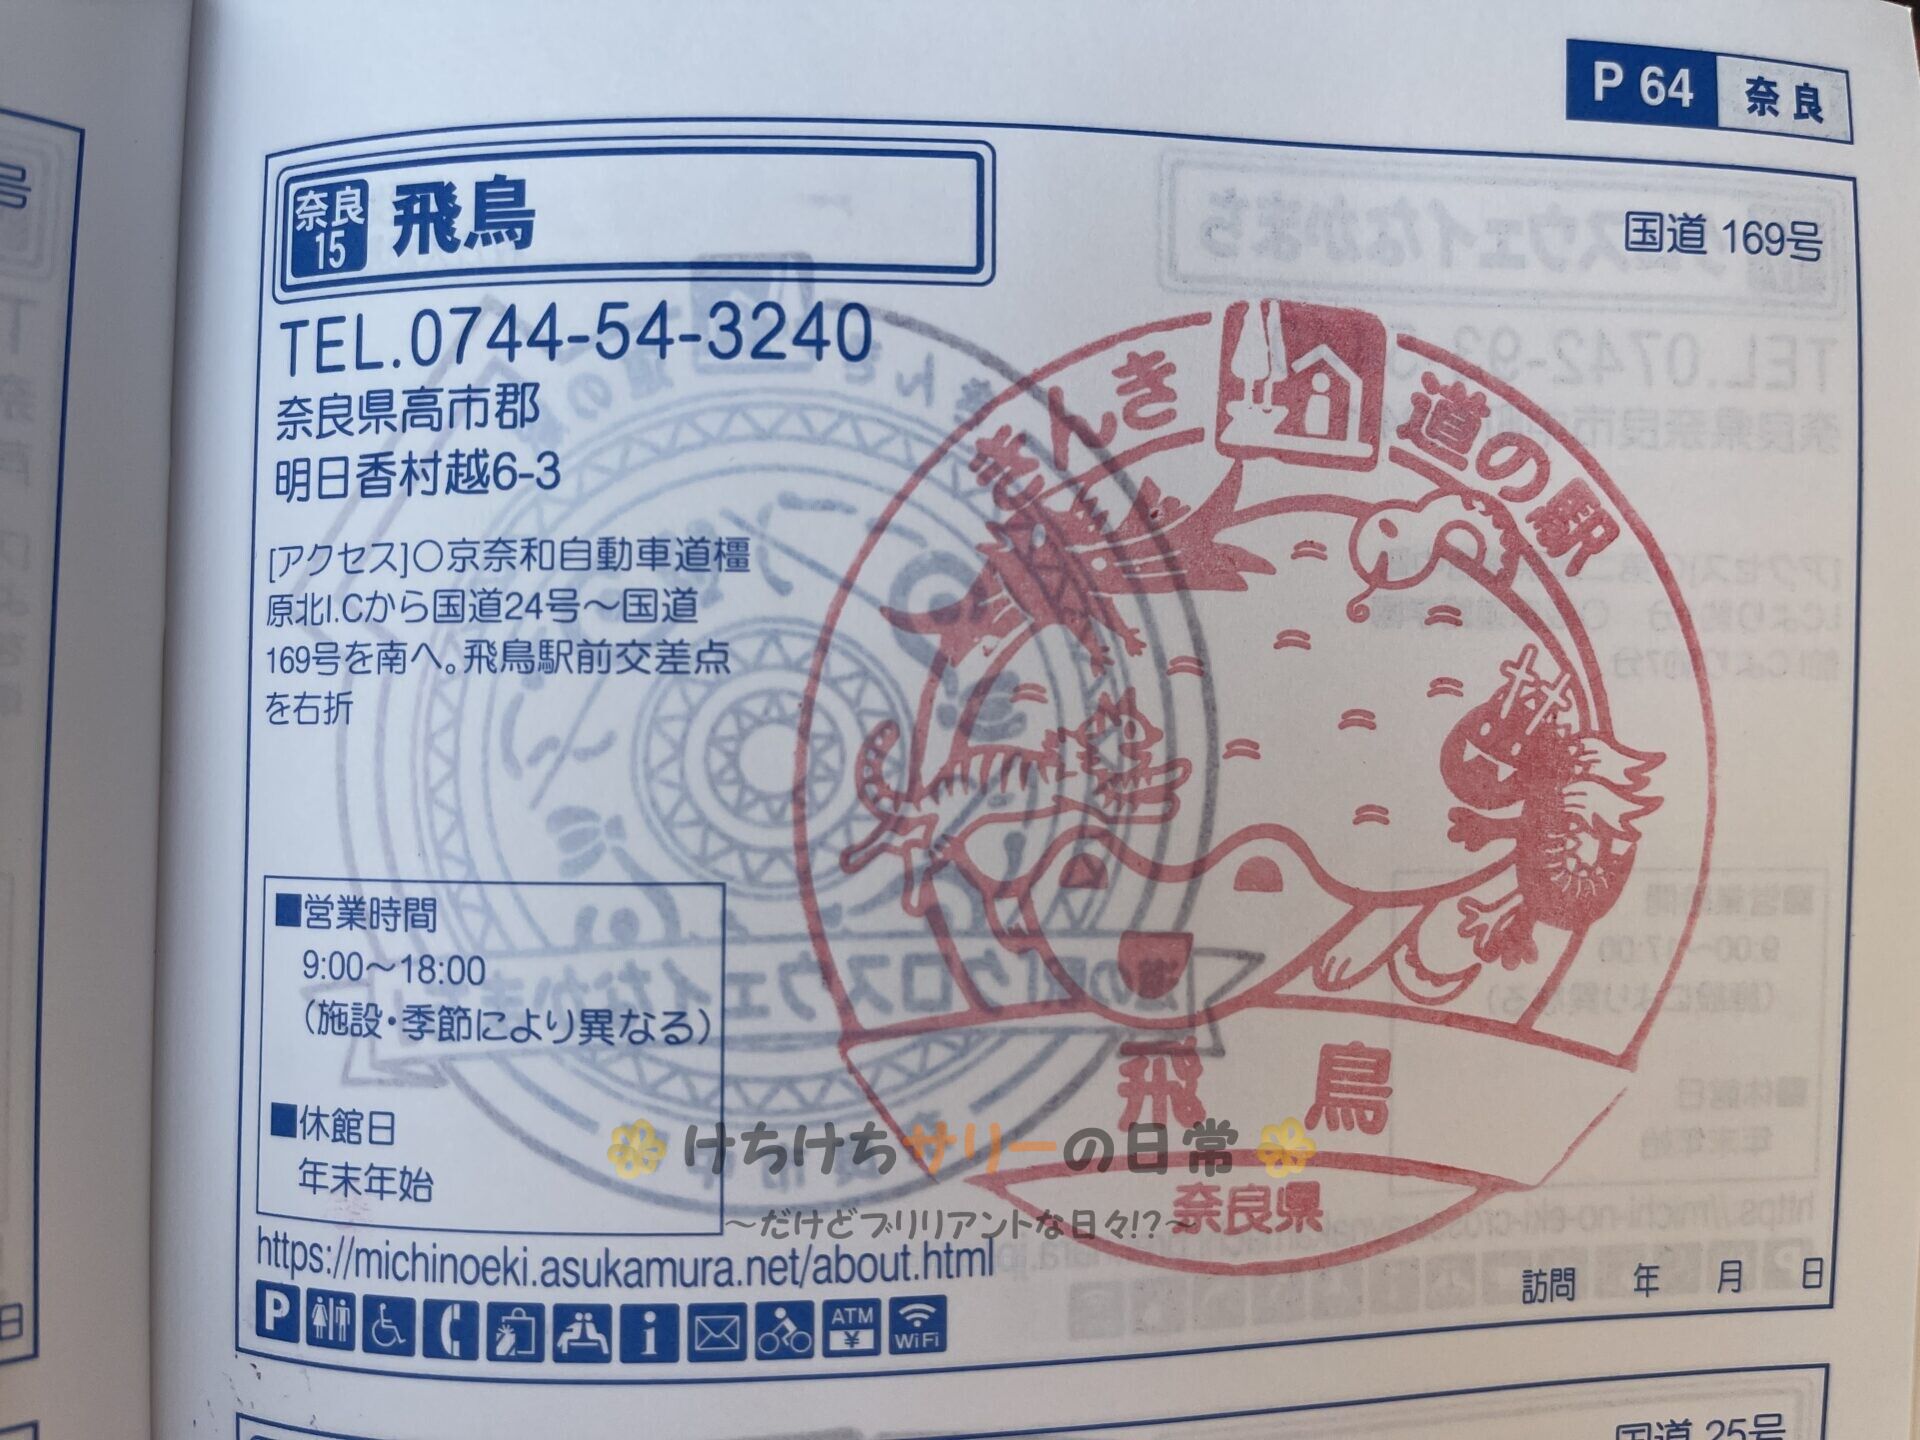 P 64 奈良
奈良
15
飛鳥
国道 169号
TEL.0744-54-3240
奈良県高市郡
明日香村越6-3
[アクセス]〇京奈和自動車道橿
原北I.Cから国道24号～国道
169号を南へ。飛鳥駅前交差点
を右折
きんき 道の駅
飛鳥
奈良県
■営業時間
9:00～18:00
(施設・季節により異なる)
■休館日
年末年始
けちけちサリーの日常
～だけどブリリアントな日々!?～
https://michinoeki.asukamura.net/about.html
P
i
ATM
¥
WiFi
訪問 年 月 日
国道 25号
号
日